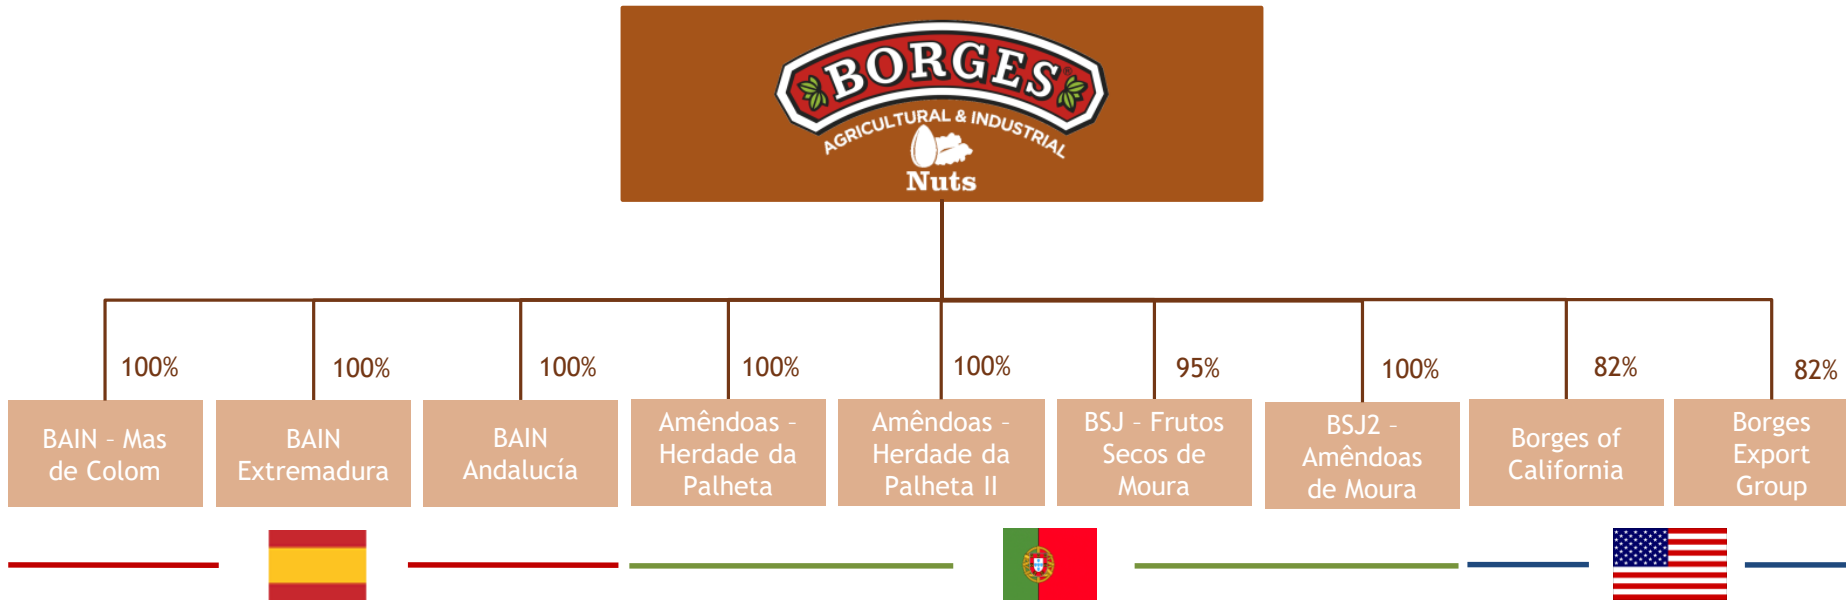 BORGES
AGRICULTURAL & INDUSTRIAL
Nuts
100%
100%
100%
100%
100%
95%
100%
82%
82%
BAIN – Mas
de Colom
BAIN
Extremadura
BAIN
Andalucía
Amêndoas –
Herdade da
Palheta
Amêndoas –
Herdade da
Palheta II
BSJ – Frutos
Secos de
Moura
BSJ2 –
Amêndoas
de Moura
Borges of
California
Borges
Export
Group